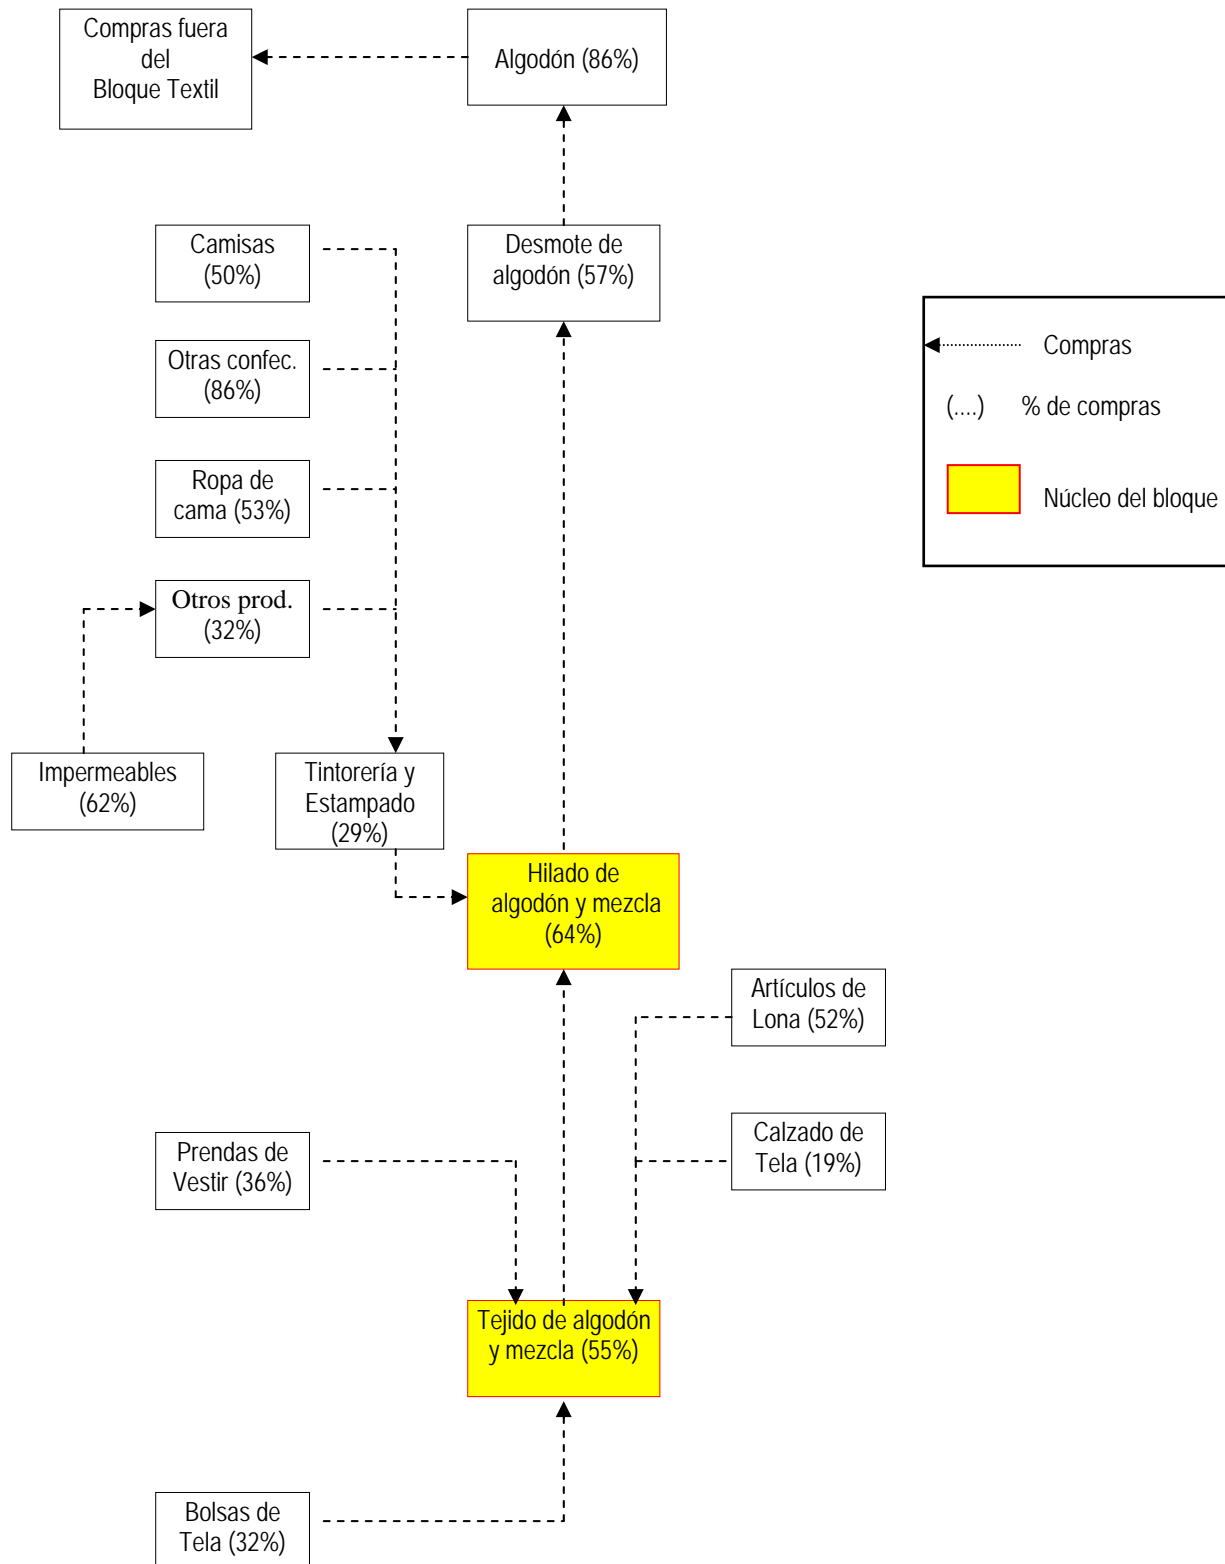 Compras fuera
del
Bloque Textil
Algodón (86%)
Camisas
(50%)
Desmote de
algodón (57%)
Otras confec.
(86%)
Ropa de
cama (53%)
Otros prod.
(32%)
Impermeables
(62%)
Tintorería y
Estampado
(29%)
Hilado de
algodón y mezcla
(64%)
Artículos de
Lona (52%)
Prendas de
Vestir (36%)
Calzado de
Tela (19%)
Tejido de algodón
y mezcla (55%)
Bolsas de
Tela (32%)
Compras
(....) % de compras
Núcleo del bloque